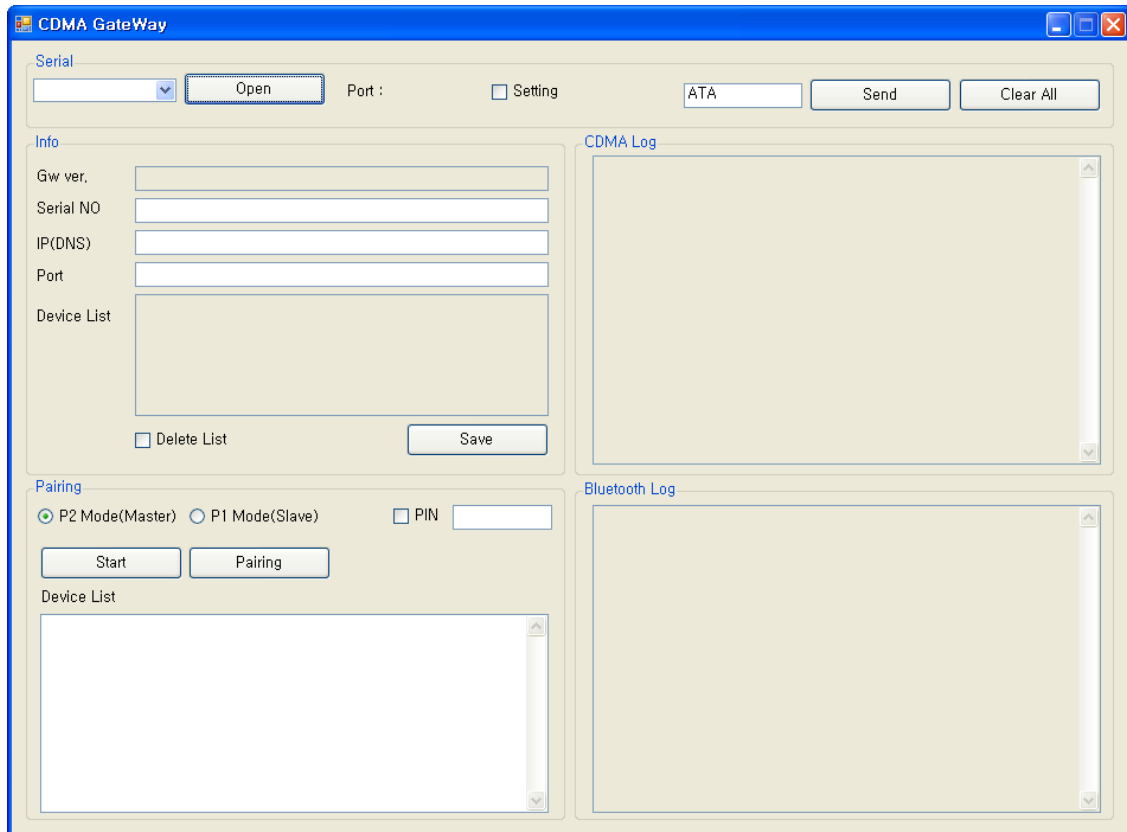 CDMA GateWay
Serial
Open
Port :
Setting
ATA
Send
Clear All
Info
Gw ver.
Serial NO
IP(DNS)
Port
Device List
Delete List
Save
CDMA Log
Pairing
P2 Mode(Master)
P1 Mode(Slave)
PIN
Start
Pairing
Device List
Bluetooth Log